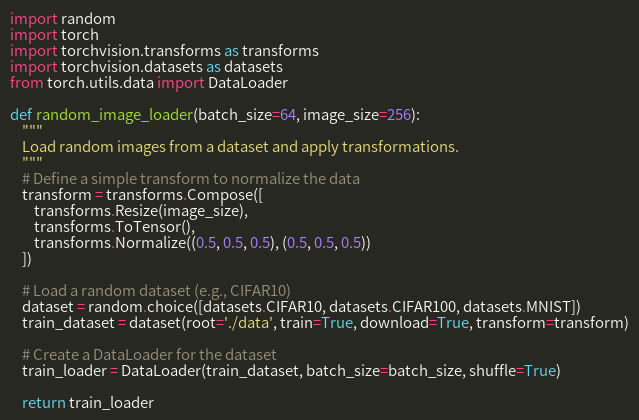 import random
import torch
import torchvision.transforms as transforms
import torchvision.datasets as datasets
from torch.utils.data import DataLoader

def random_image_loader(batch_size=64, image_size=256):
    """
    Load random images from a dataset and apply transformations.
    """
    # Define a simple transform to normalize the data
    transform = transforms.Compose([
        transforms.Resize(image_size),
        transforms.ToTensor(),
        transforms.Normalize((0.5, 0.5, 0.5), (0.5, 0.5, 0.5))
    ])

    # Load a random dataset (e.g., CIFAR10)
    dataset = random.choice([datasets.CIFAR10, datasets.CIFAR100, datasets.MNIST])
    train_dataset = dataset(root='./data', train=True, download=True, transform=transform)

    # Create a DataLoader for the dataset
    train_loader = DataLoader(train_dataset, batch_size=batch_size, shuffle=True)

    return train_loader